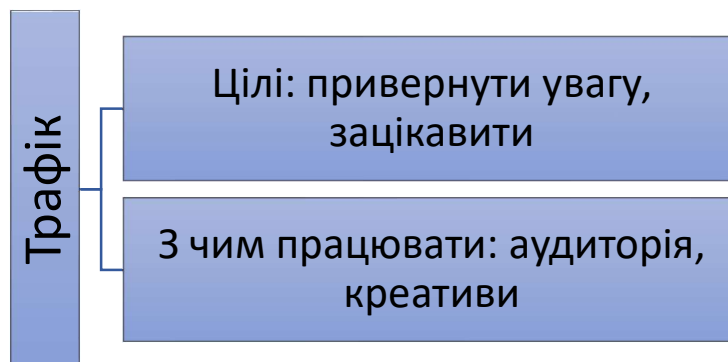 Трафік
Цілі: привернути увагу,
зацікавити
З чим працювати: аудиторія,
креативи